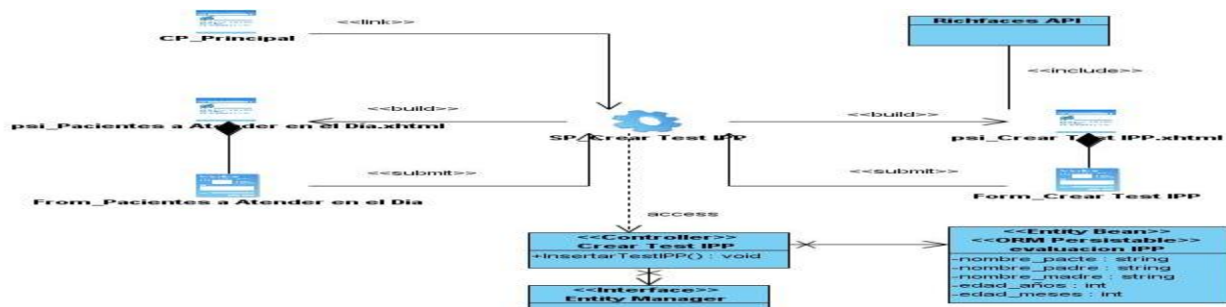 <<link>>
CP_Principal
Richfaces API
<<include>>
<<build>>
<<build>>
psi_Pacientes a Atender en el Día.xhtml
SP_Crear Test IPP
psi_Crear Test IPP.xhtml
<<submit>>
<<submit>>
From_Pacientes a Atender en el Dia
Form_Crear Test IPP
access
<<Controller>>
Crear Test IPP
+InsertarTestIPP() : void
<<Entity Bean>>
<<ORM Persistable>>
evaluacion IPP
-nombre_pacte : string
-nombre_padre : string
-nombre_madre : string
-edad_años : int
-edad_meses : int
<<Interface>>
Entity Manager